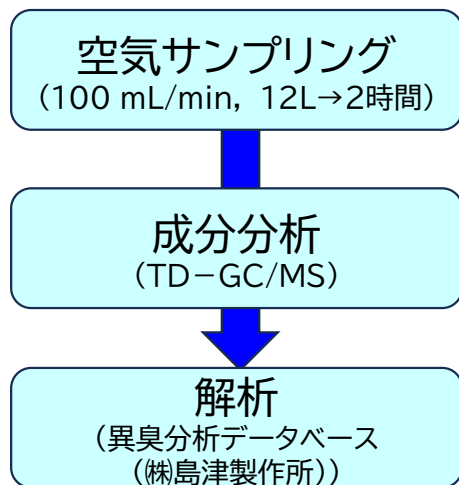 空気サンプリング
(100 mL/min, 12L→2時間)
成分分析
(TD−GC/MS)
解析
(異臭分析データベース
(㈱島津製作所))